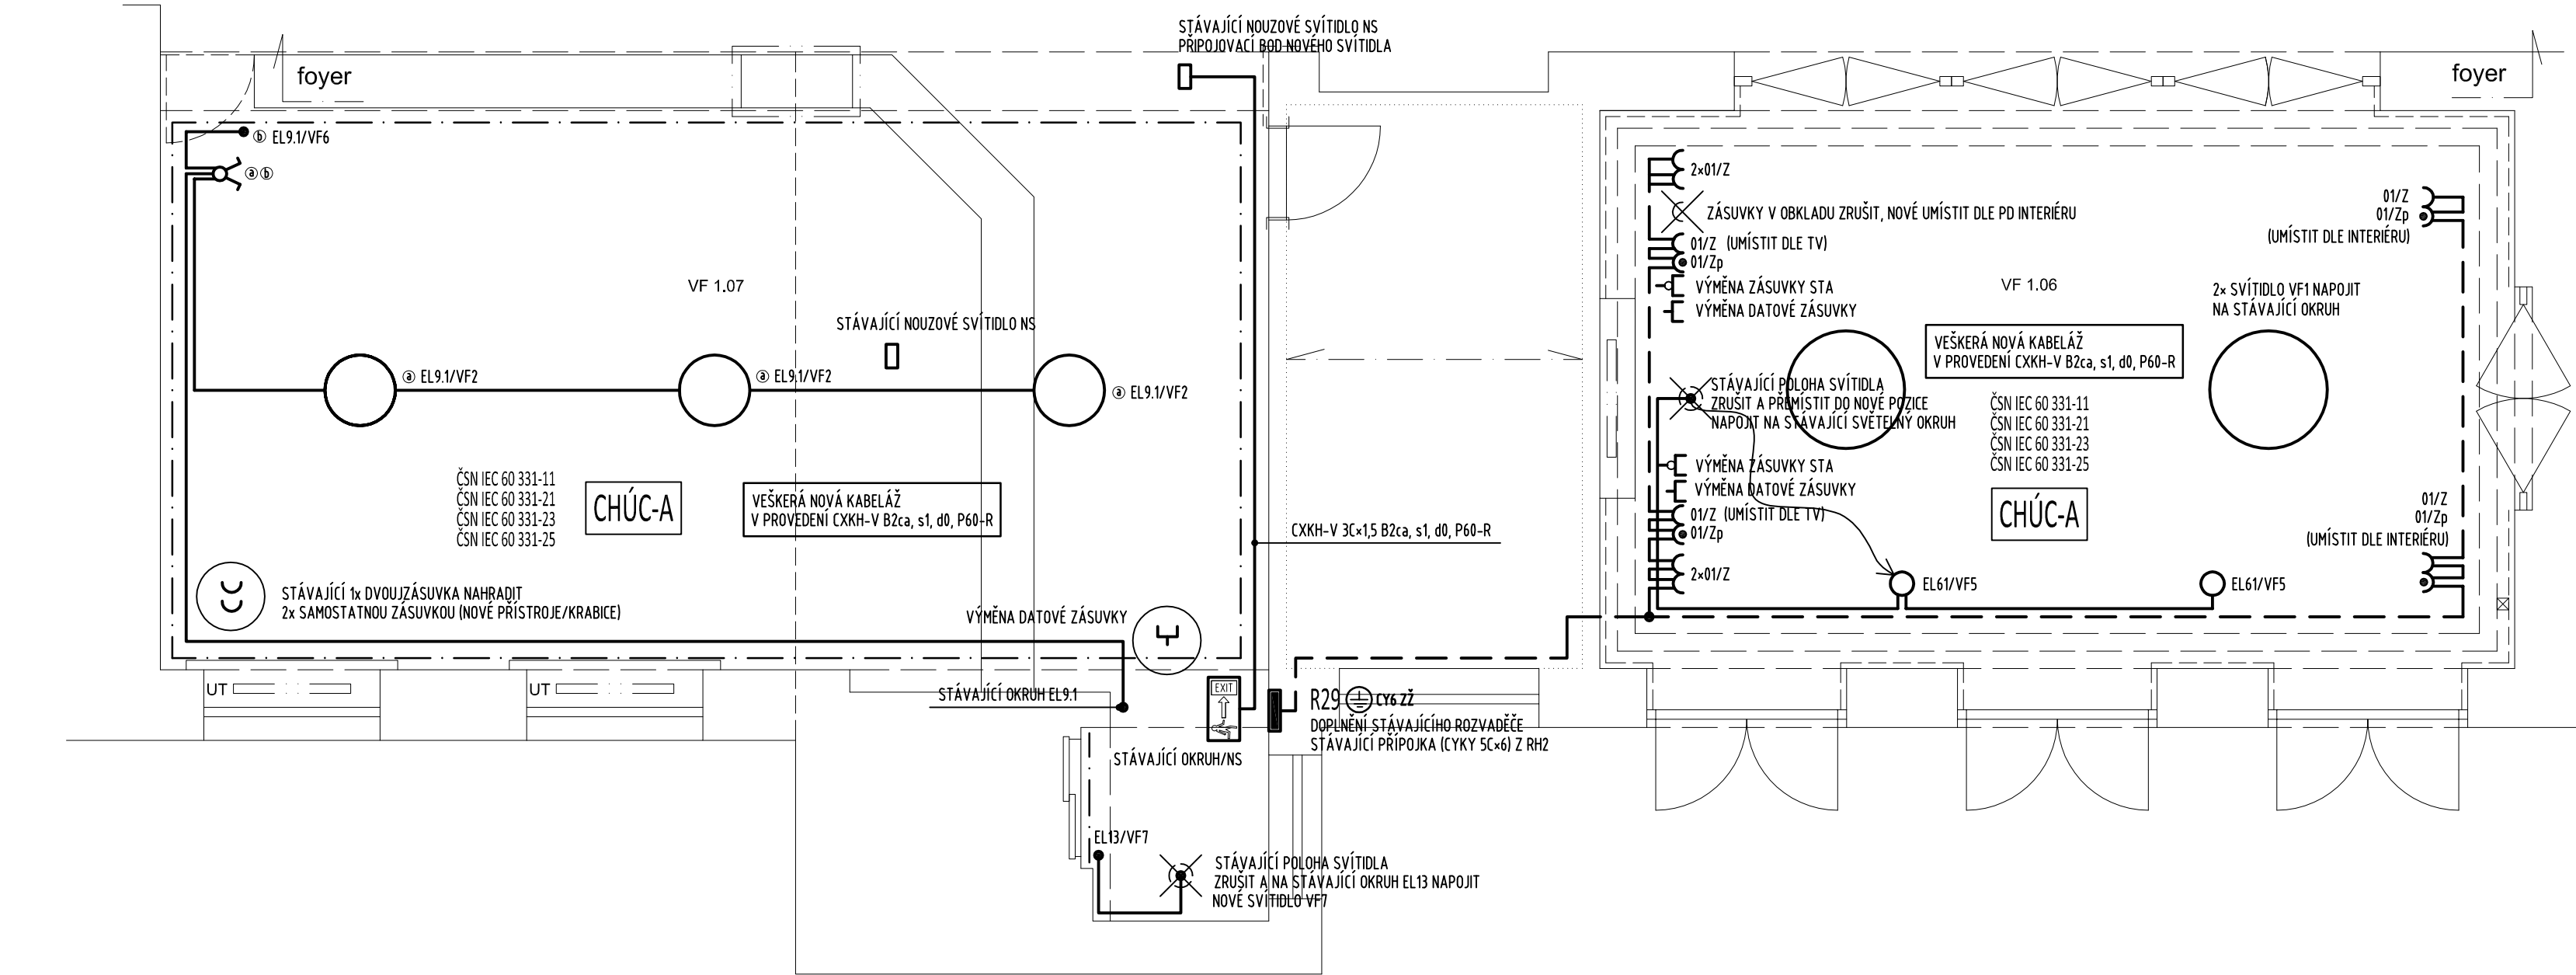 STÁVAJÍCÍ NOUZOVÉ SVÍTIDLO NS
PŘIPOJOVACÍ BOD NOVÉHO SVÍTIDLA
foyer
foyer
ⓑ EL9.1/VF6
ⓐⓑ
VF 1.07
STÁVAJÍCÍ NOUZOVÉ SVÍTIDLO NS
ⓐ EL9.1/VF2
ⓐ EL9.1/VF2
ⓐ EL9.1/VF2
ČSN IEC 60 331-11
ČSN IEC 60 331-21
ČSN IEC 60 331-23
ČSN IEC 60 331-25
CHÚC-A
VEŠKERÁ NOVÁ KABELÁŽ
V PROVEDENÍ CXKH-V B2ca, s1, d0, P60-R
STÁVAJÍCÍ 1x DVOUJZÁSUVKA NAHRADIT
2x SAMOSTATNOU ZÁSUVKOU (NOVÉ PŘÍSTROJE/KRABICE)
VÝMĚNA DATOVÉ ZÁSUVKY
UT
UT
STÁVAJÍCÍ OKRUH EL9.1
EXIT
STÁVAJÍCÍ OKRUH/NS
CXKH-V 3C×1,5 B2ca, s1, d0, P60-R
R29 CY6 ZŽ
DOPLNĚNÍ STÁVAJÍCÍHO ROZVADĚČE
STÁVAJÍCÍ PŘÍPOJKA (CYKY 5C×6) Z RH2
EL13/VF7
STÁVAJÍCÍ POLOHA SVÍTIDLA
ZRUŠIT A NA STÁVAJÍCÍ OKRUH EL13 NAPOJIT
NOVÉ SVÍTIDLO VF7
2×01/Z
ZÁSUVKY V OBKLADU ZRUŠIT, NOVÉ UMÍSTIT DLE PD INTERIÉRU
01/Z (UMÍSTIT DLE TV)
01/Zp
VÝMĚNA ZÁSUVKY STA
VÝMĚNA DATOVÉ ZÁSUVKY
VF 1.06
01/Z
01/Zp
(UMÍSTIT DLE INTERIÉRU)
2× SVÍTIDLO VF1 NAPOJIT
NA STÁVAJÍCÍ OKRUH
VEŠKERÁ NOVÁ KABELÁŽ
V PROVEDENÍ CXKH-V B2ca, s1, d0, P60-R
STÁVAJÍCÍ POLOHA SVÍTIDLA
ZRUŠIT A PŘEMÍSTIT DO NOVÉ POZICE
NAPOJIT NA STÁVAJÍCÍ SVĚTELNÝ OKRUH
ČSN IEC 60 331-11
ČSN IEC 60 331-21
ČSN IEC 60 331-23
ČSN IEC 60 331-25
CHÚC-A
VÝMĚNA ZÁSUVKY STA
VÝMĚNA DATOVÉ ZÁSUVKY
01/Z (UMÍSTIT DLE TV)
01/Zp
2×01/Z
01/Z
01/Zp
(UMÍSTIT DLE INTERIÉRU)
EL61/VF5
EL61/VF5